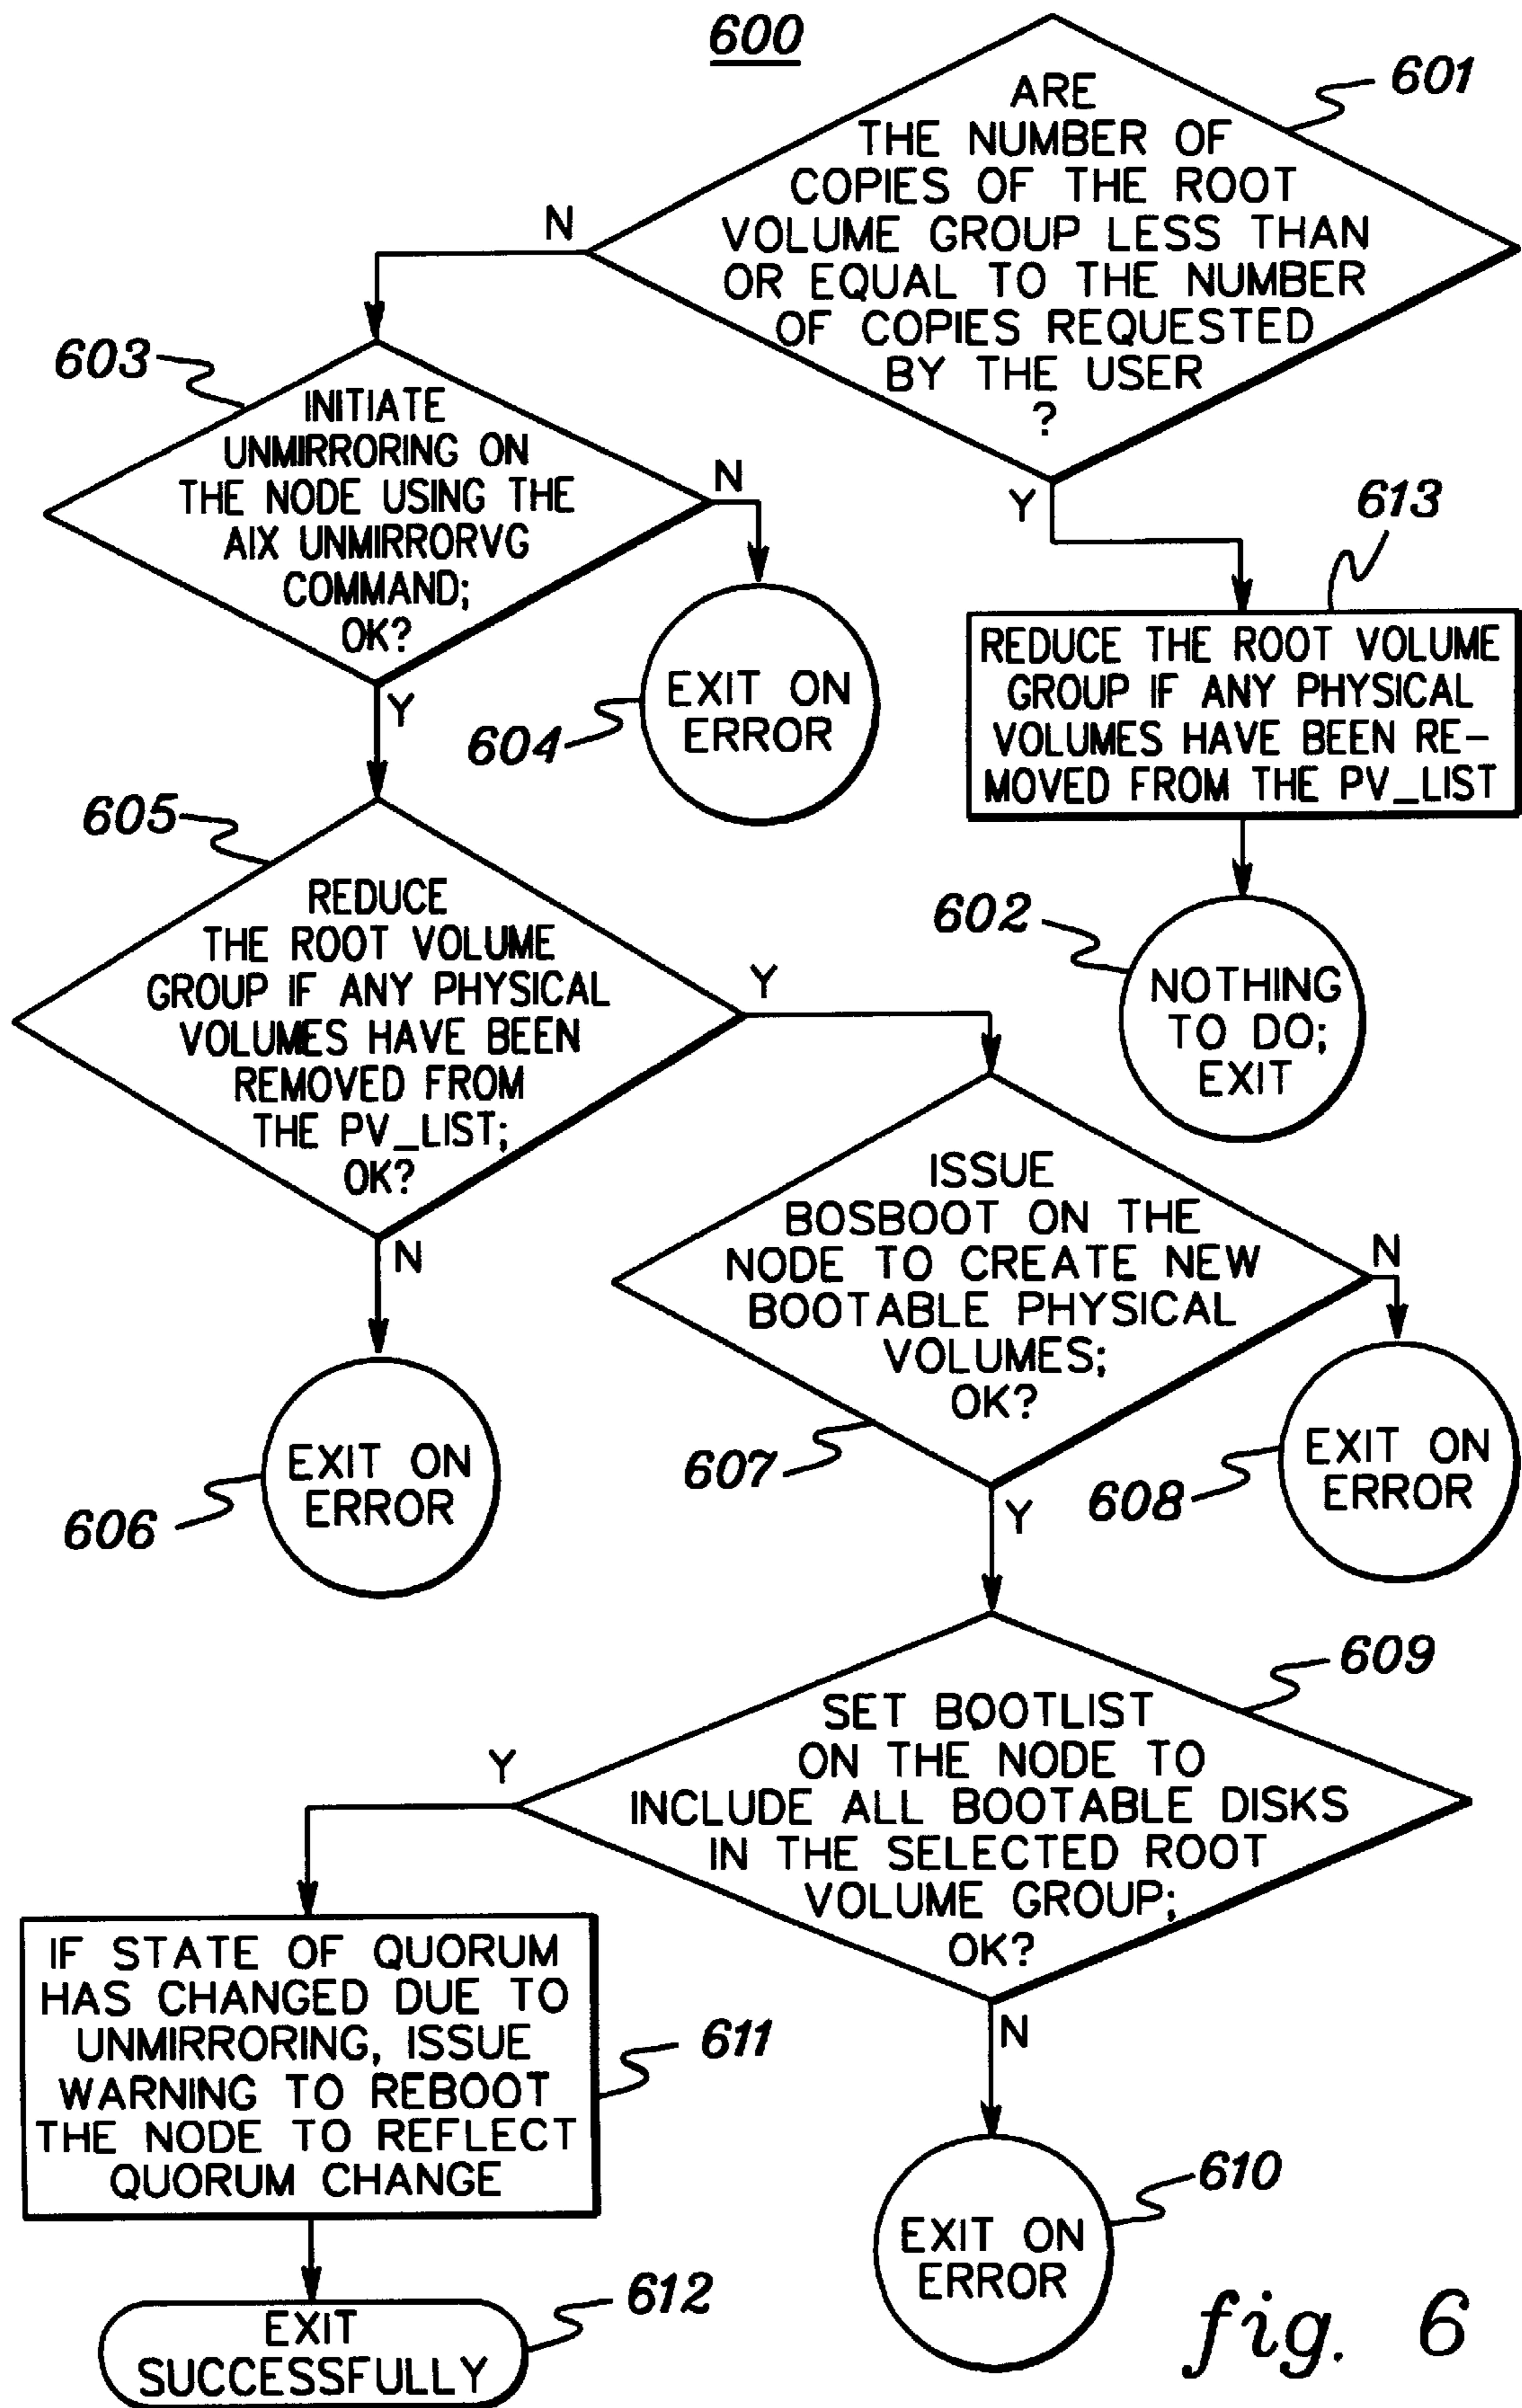 600
601
ARE
THE NUMBER OF
COPIES OF THE ROOT
VOLUME GROUP LESS THAN
OR EQUAL TO THE NUMBER
OF COPIES REQUESTED
BY THE USER
?
N
Y
603
INITIATE
UNMIRRORING ON
THE NODE USING THE
AIX UNMIRRORVG
COMMAND;
OK?
N
Y
604
EXIT ON
ERROR
613
REDUCE THE ROOT VOLUME
GROUP IF ANY PHYSICAL
VOLUMES HAVE BEEN RE-
MOVED FROM THE PV_LIST
602
NOTHING
TO DO;
EXIT
605
REDUCE
THE ROOT VOLUME
GROUP IF ANY PHYSICAL
VOLUMES HAVE BEEN
REMOVED FROM
THE PV_LIST;
OK?
Y
N
606
EXIT ON
ERROR
ISSUE
BOSBOOT ON THE
NODE TO CREATE NEW
BOOTABLE PHYSICAL
VOLUMES;
OK?
607
N
Y
608
EXIT ON
ERROR
609
SET BOOTLIST
ON THE NODE TO
INCLUDE ALL BOOTABLE DISKS
IN THE SELECTED ROOT
VOLUME GROUP;
OK?
Y
N
IF STATE OF QUORUM
HAS CHANGED DUE TO
UNMIRRORING, ISSUE
WARNING TO REBOOT
THE NODE TO REFLECT
QUORUM CHANGE
611
610
EXIT ON
ERROR
EXIT
SUCCESSFULLY
612
fig. 6